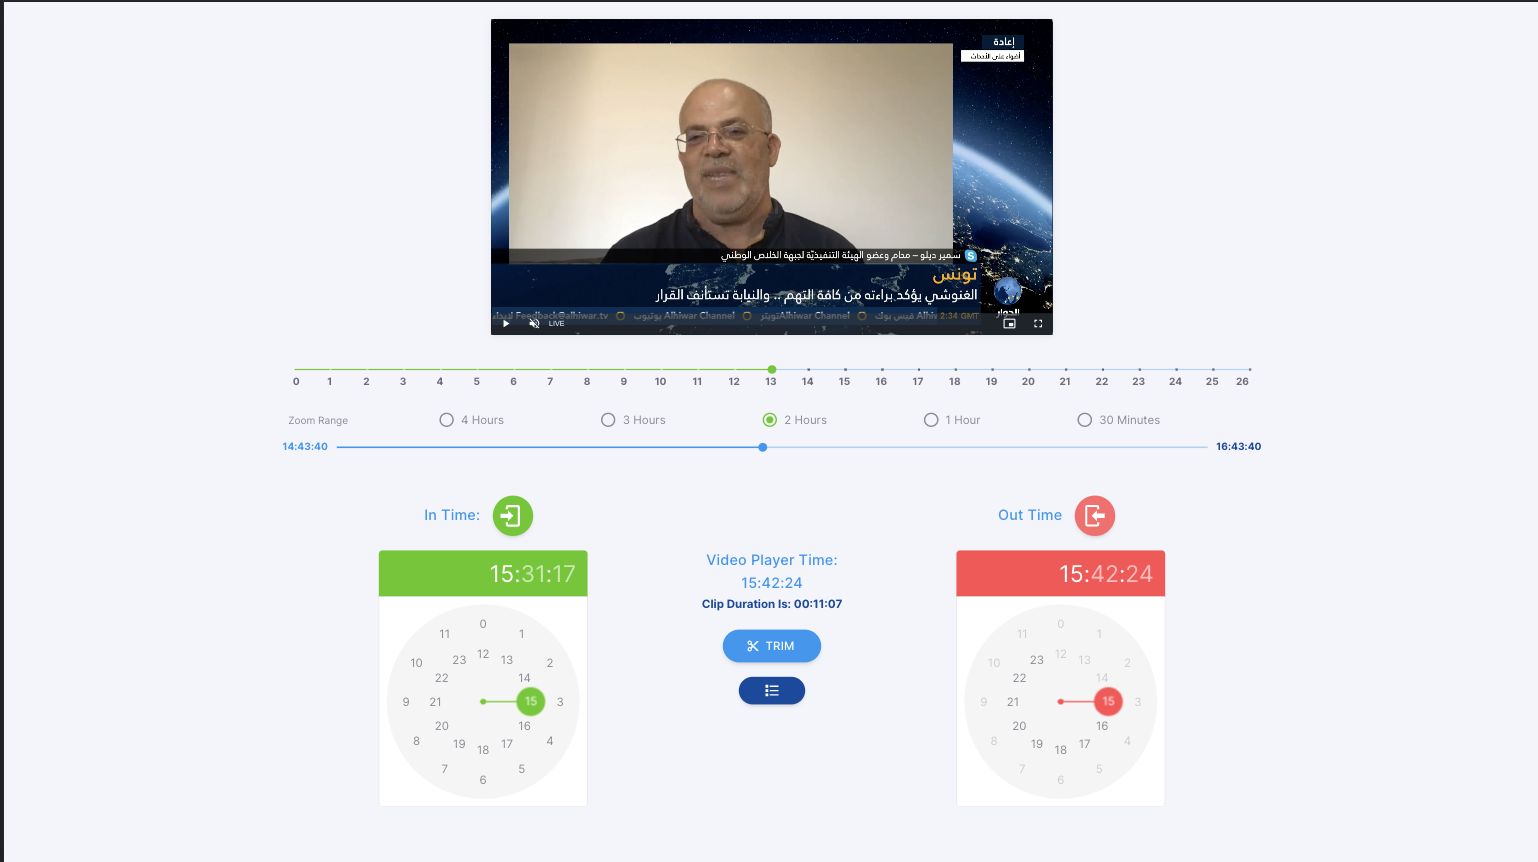 إعادة
أضواء على الأحداث
سمير ديلو – محام وعضو الهيئة التنفيذيّة لجبهة الخلاص الوطني
تونس
الغنوشي يؤكد براءته من كافة التهم .. والنيابة تستأنف القرار
2:34 GMT Alhiw فيس بوك Alhiwar Channel تويتر Alhiwar Channel يوتيوب Feedback@alhiwar.tv
الحوار
LIVE
0 1 2 3 4 5 6 7 8 9 10 11 12 13 14 15 16 17 18 19 20 21 22 23 24 25 26
Zoom Range 4 Hours 3 Hours 2 Hours 1 Hour 30 Minutes
14:43:40 16:43:40
In Time:
15:31:17
0 1 2 3 4 5 6 7 8 9 10 11
12 13 14 15 16 17 18 19 20 21 22 23
Video Player Time:
15:42:24
Clip Duration Is: 00:11:07
TRIM
Out Time
15:42:24
0 1 2 3 4 5 6 7 8 9 10 11
12 13 14 15 16 17 18 19 20 21 22 23